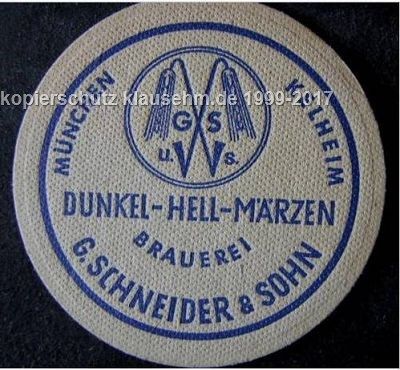 kopierschutz klausehm.de 1999-2017
MÜNCHEN
KELHEIM
G S
U. S.
DUNKEL-HELL-MÄRZEN
BRAUEREI
G. SCHNEIDER & SOHN